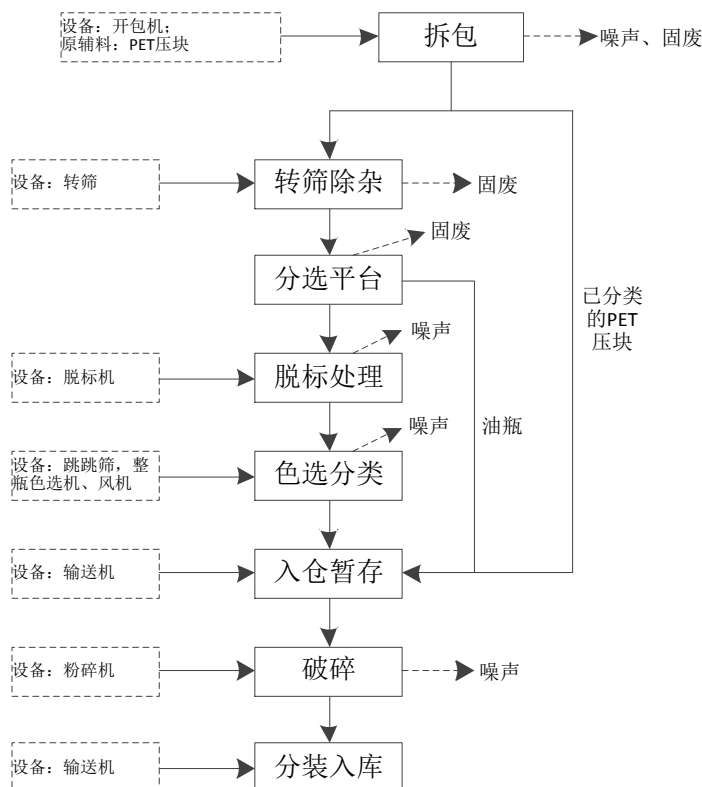 设备：开包机；
原辅料：PET压块
拆包
噪声、固废
设备：转筛
转筛除杂
固废
固废
分选平台
已分类
的PET
压块
噪声
设备：脱标机
脱标处理
噪声
油瓶
设备：跳跳筛，整
瓶色选机、风机
色选分类
设备：输送机
入仓暂存
设备：粉碎机
破碎
噪声
设备：输送机
分装入库